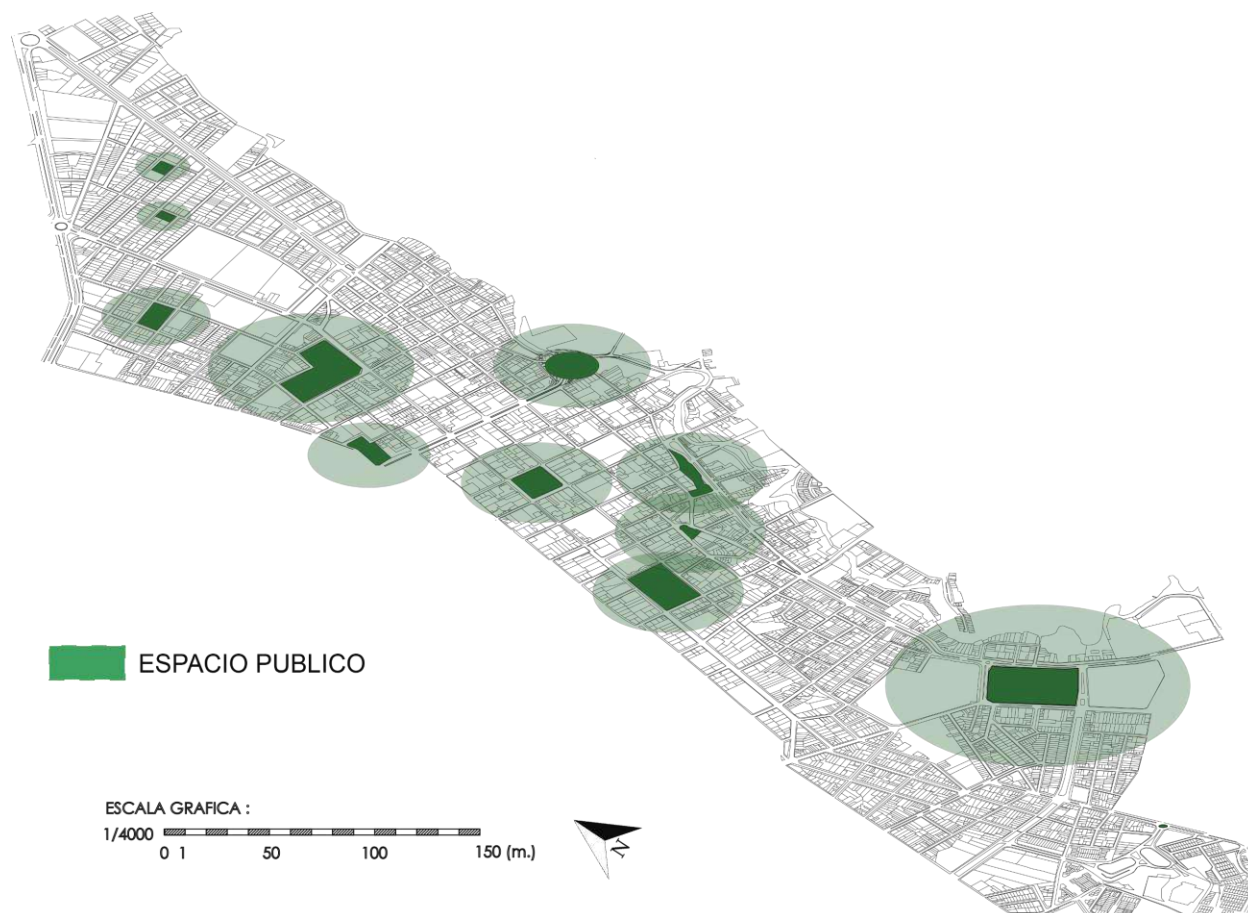 ESPACIO PUBLICO
ESCALA GRAFICA :
1/4000
0 1 50 100 150 (m.)
N